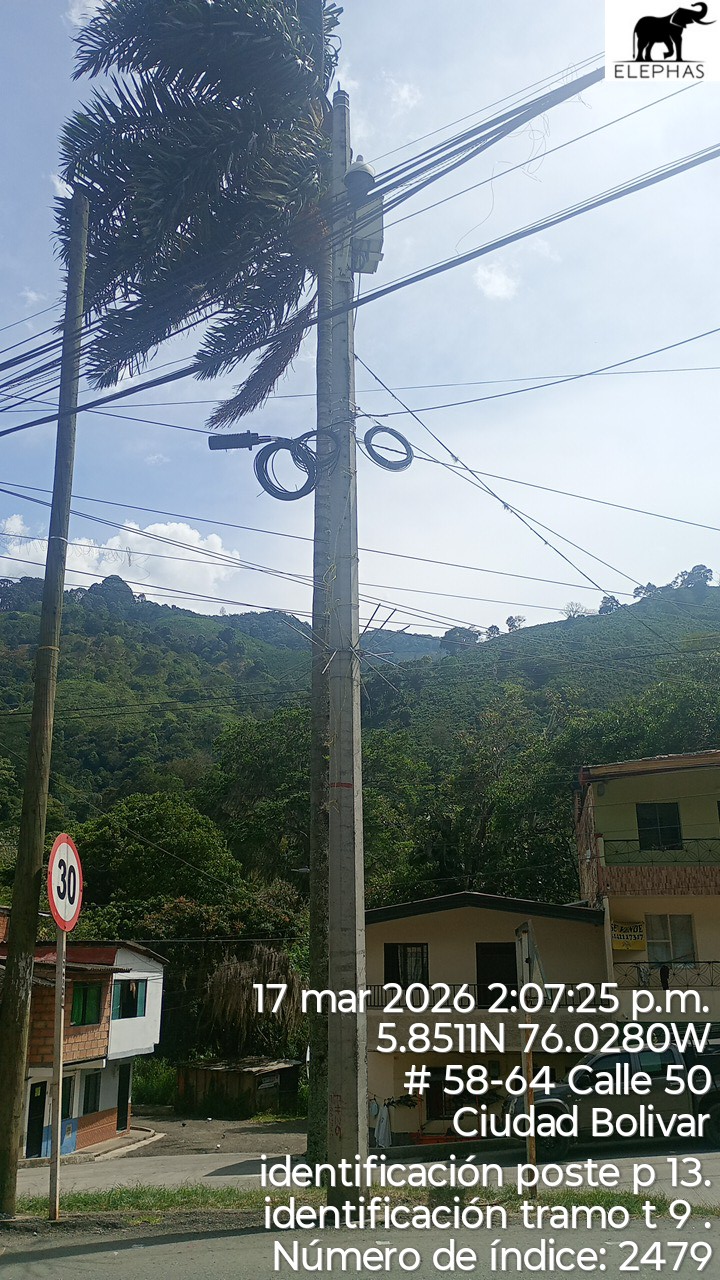 ELEPHAS
30
17 mar 2026 2:07:25 p.m.
5.8511N 76.0280W
# 58-64 Calle 50
Ciudad Bolivar
identificación poste p 13.
identificación tramo t 9 .
Número de índice: 2479